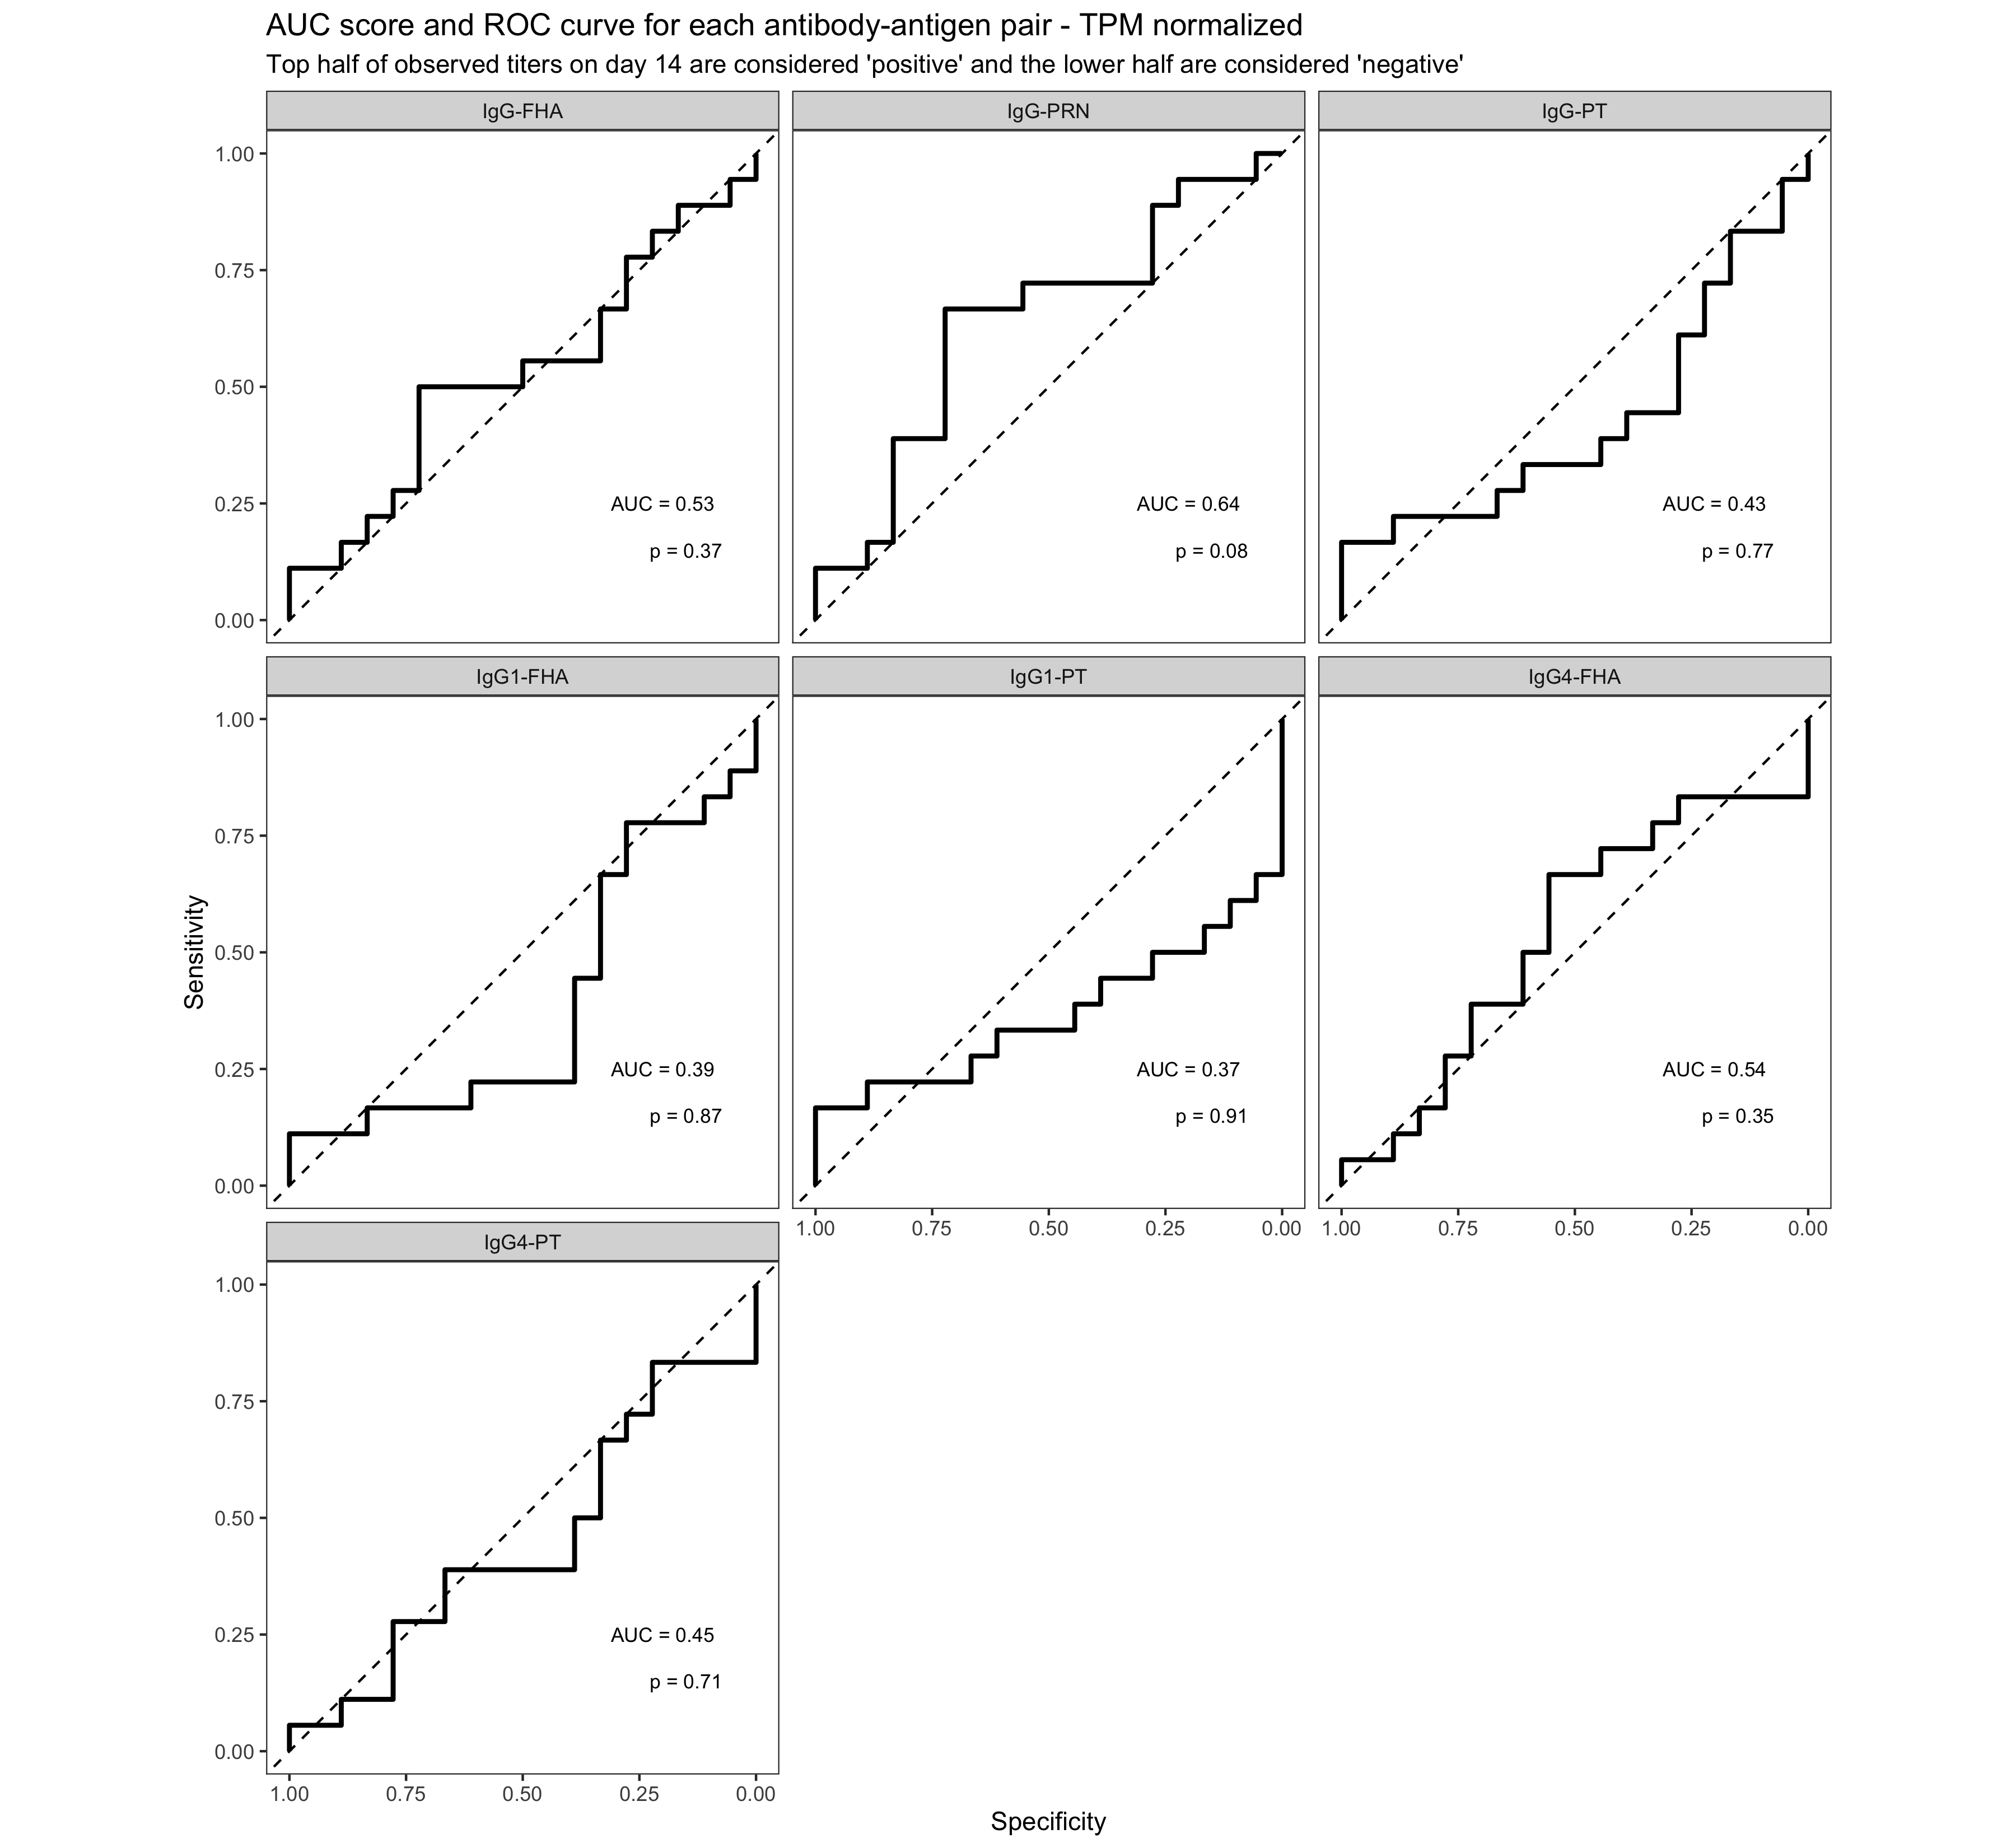 AUC score and ROC curve for each antibody-antigen pair - TPM normalized
Top half of observed titers on day 14 are considered 'positive' and the lower half are considered 'negative'
IgG-FHA
IgG-PRN
IgG-PT
1.00
0.75
0.50
0.25
0.00
AUC = 0.53
p = 0.37
AUC = 0.64
p = 0.08
AUC = 0.43
p = 0.77
IgG1-FHA
IgG1-PT
IgG4-FHA
1.00
0.75
0.50
0.25
0.00
AUC = 0.39
p = 0.87
AUC = 0.37
p = 0.91
AUC = 0.54
p = 0.35
1.00 0.75 0.50 0.25 0.00
1.00 0.75 0.50 0.25 0.00
Sensitivity
IgG4-PT
1.00
0.75
0.50
0.25
0.00
AUC = 0.45
p = 0.71
1.00 0.75 0.50 0.25 0.00
Specificity